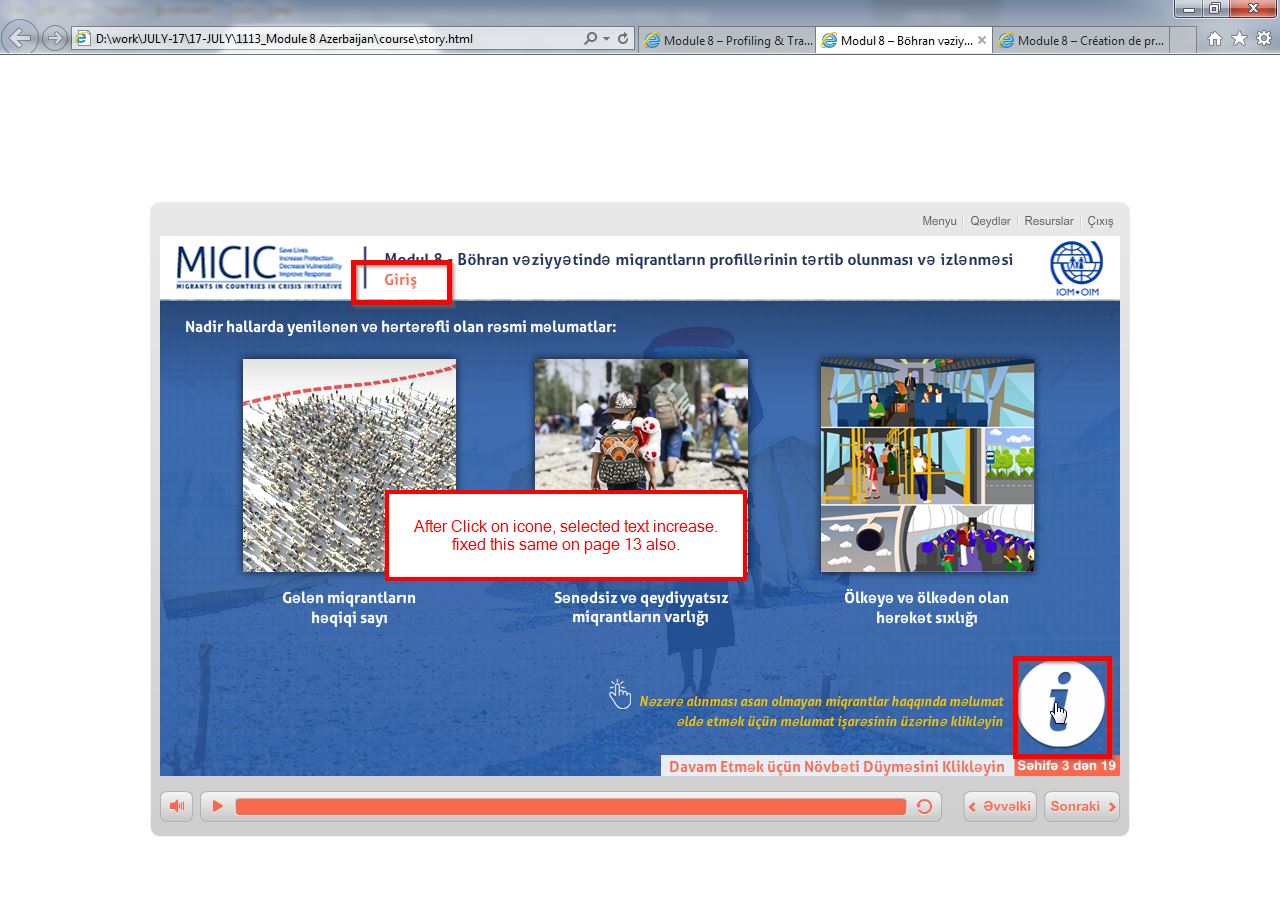 D:\work\JULY-17\17-JULY\1113_Module 8 Azerbaijan\course\story.html
Module 8 – Profiling & Tra...
Modul 8 – Böhran vəziy...
Module 8 – Création de pr...
Menyu
Qeydlər
Resurslar
Çıxış
MICIC
Save Lives
Increase Protection
Decrease Vulnerability
Improve Response
MIGRANTS IN COUNTRIES IN CRISIS INITIATIVE
Modul 8 - Böhran vəziyyətində miqrantların profillərinin tərtib olunması və izlənməsi
Giriş
IOM•OIM
Nadir hallarda yenilənən və hərtərəfli olan rəsmi məlumatlar:
After Click on icone, selected text increase.
fixed this same on page 13 also.
Gələn miqrantların
həqiqi sayı
Sənədsiz və qeydiyyatsız
miqrantların varlığı
Ölkəyə və ölkədən olan
hərəkət sıxlığı
Nəzərə alınması asan olmayan miqrantlar haqqında məlumat
əldə etmək üçün məlumat işarəsinin üzərinə klikləyin
i
Davam Etmək üçün Növbəti Düyməsini Klikləyin
Səhifə 3 dən 19
Əvvəlki
Sonraki